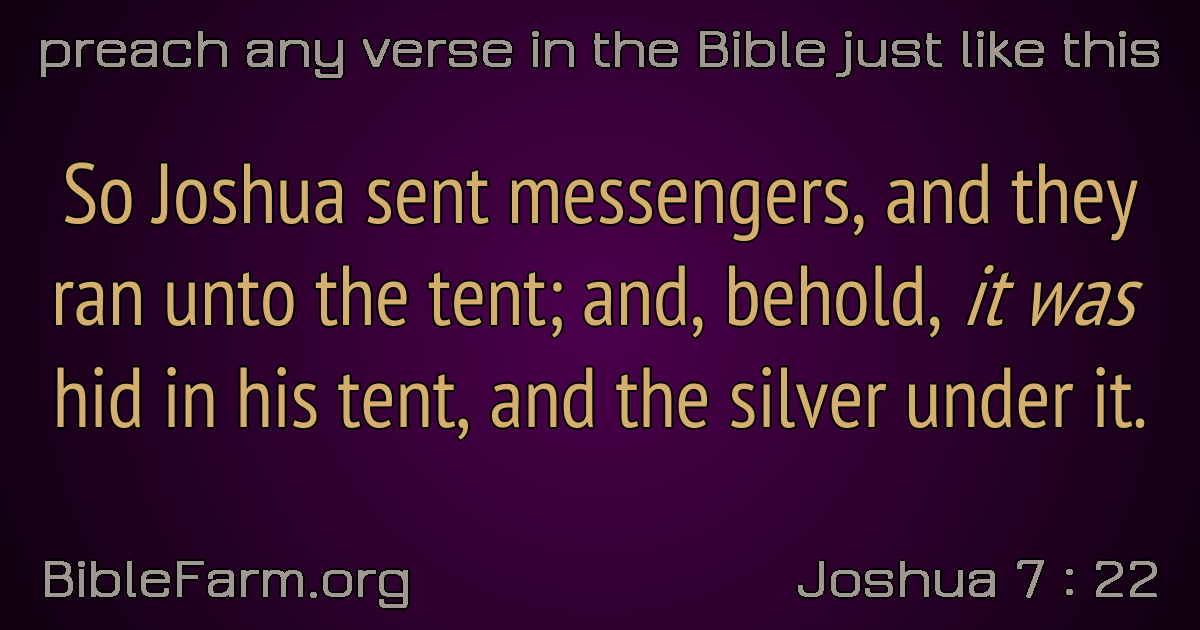 preach any verse in the Bible just like this
So Joshua sent messengers, and they
ran unto the tent; and, behold, it was
hid in his tent, and the silver under it.
BibleFarm.org
Joshua 7 : 22